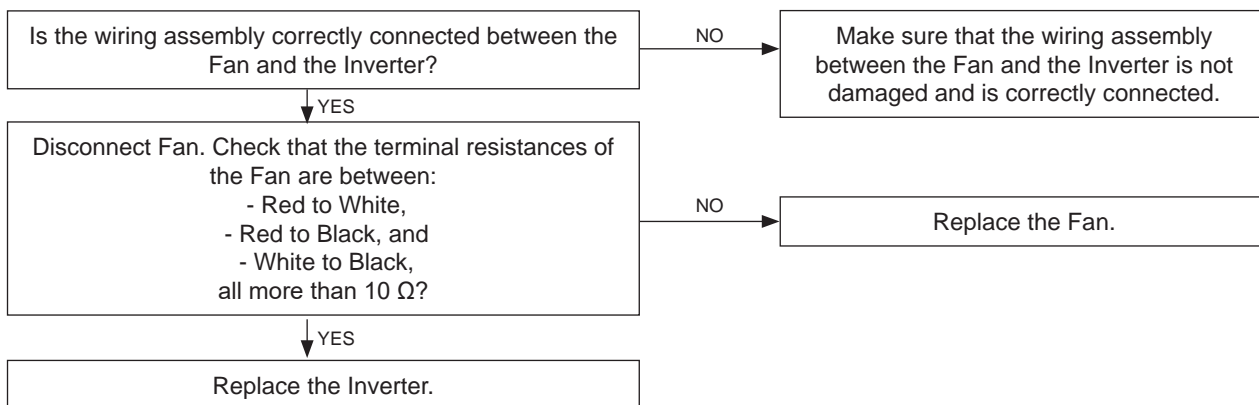 Is the wiring assembly correctly connected between the
Fan and the Inverter?
NO
Make sure that the wiring assembly
between the Fan and the Inverter is not
damaged and is correctly connected.
YES
Disconnect Fan. Check that the terminal resistances of
the Fan are between:
- Red to White,
- Red to Black, and
- White to Black,
all more than 10 Ω?
NO
Replace the Fan.
YES
Replace the Inverter.